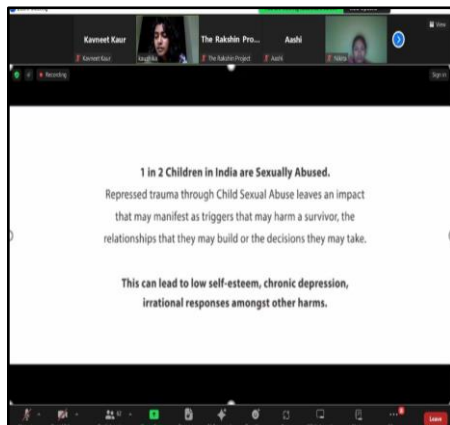 View
Kavneet Kaur
The Rakshin Pro...
Aashi
Kavneet Kaur
kaushika
The Rakshin Project
Aashi
Nikita
Recording
Sign in
1 in 2 Children in India are Sexually Abused.
Repressed trauma through Child Sexual Abuse leaves an impact
that may manifest as triggers that may harm a survivor, the
relationships that they may build or the decisions they may take.
This can lead to low self-esteem, chronic depression,
irrational responses amongst other harms.
Leave